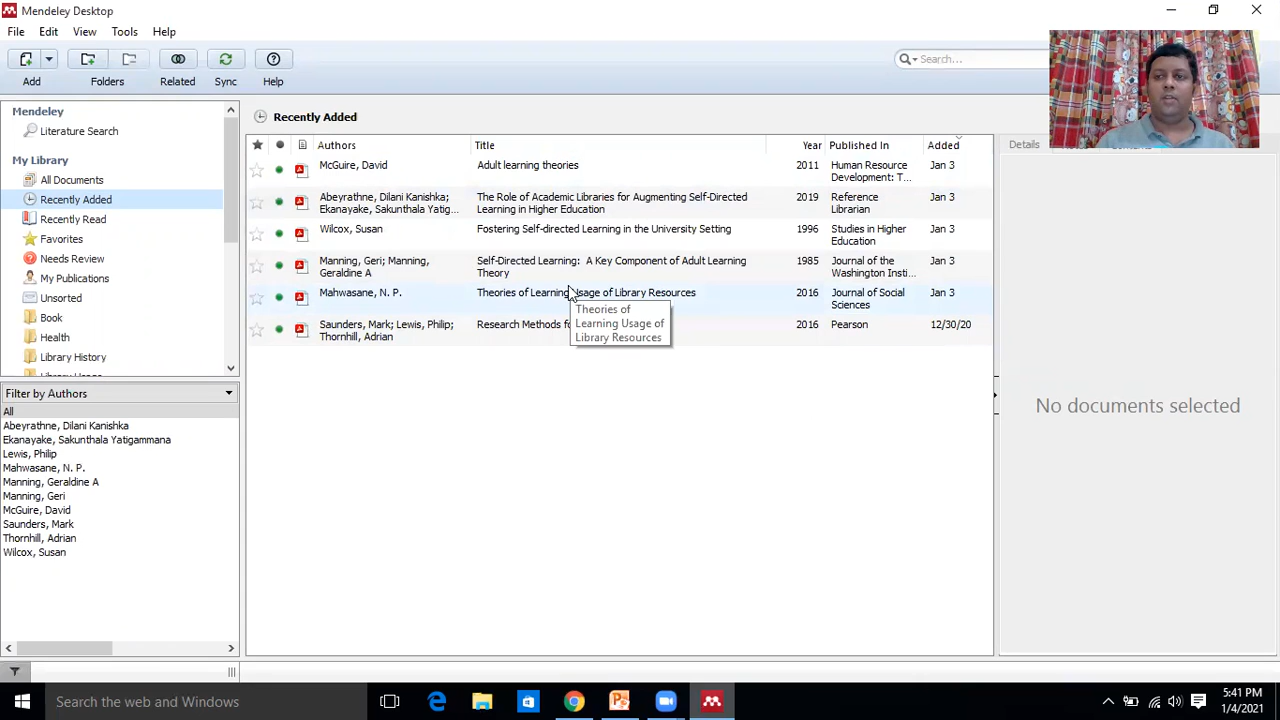 Mendeley Desktop
File Edit View Tools Help
Add Folders Related Sync Help
Search...
Mendeley
Literature Search
My Library
All Documents
Recently Added
Recently Read
Favorites
Needs Review
My Publications
Unsorted
Book
Health
Library History
Library Usage
Filter by Authors
All
Abeyrathne, Dilani Kanishka
Ekanayake, Sakunthala Yatigammana
Lewis, Philip
Mahwasane, N. P.
Manning, Geraldine A
Manning, Geri
McGuire, David
Saunders, Mark
Thornhill, Adrian
Wilcox, Susan
Recently Added
Authors Title Year Published In Added
McGuire, David Adult learning theories 2011 Human Resource Jan 3
Development: T...
Abeyrathne, Dilani Kanishka; The Role of Academic Libraries for Augmenting Self-Directed 2019 Reference Jan 3
Ekanayake, Sakunthala Yatig... Learning in Higher Education Librarian
Wilcox, Susan Fostering Self-directed Learning in the University Setting 1996 Studies in Higher Jan 3
Education
Manning, Geri; Manning, Self-Directed Learning: A Key Component of Adult Learning 1985 Journal of the Jan 3
Geraldine A Theory Washington Insti...
Mahwasane, N. P. Theories of Learning Usage of Library Resources 2016 Journal of Social Jan 3
Sciences
Saunders, Mark; Lewis, Philip; Research Methods fo 2016 Pearson 12/30/20
Thornhill, Adrian
Theories of
Learning Usage of
Library Resources
Details
No documents selected
Search the web and Windows
5:41 PM
1/4/2021